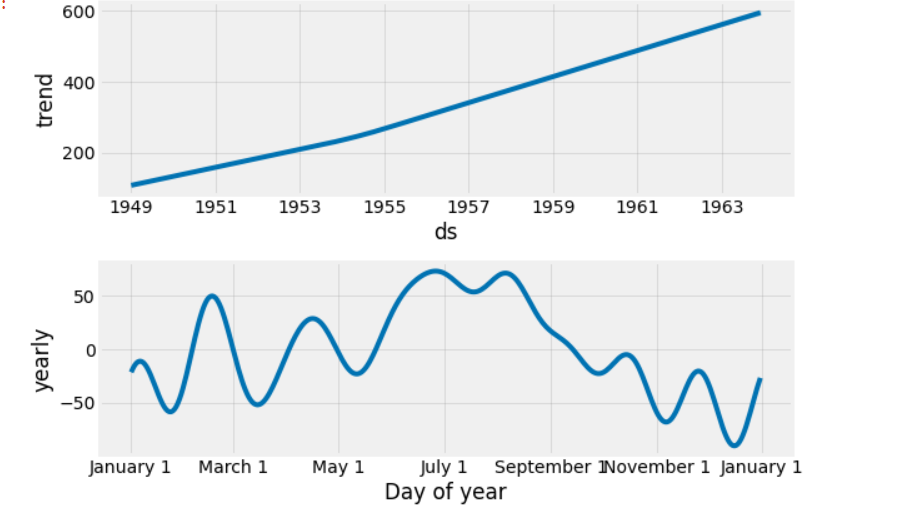 :
600
400
200
trend
1949 1951 1953 1955 1957 1959 1961 1963
ds
50
0
−50
yearly
January 1 March 1 May 1 July 1 September 1 November 1 January 1
Day of year